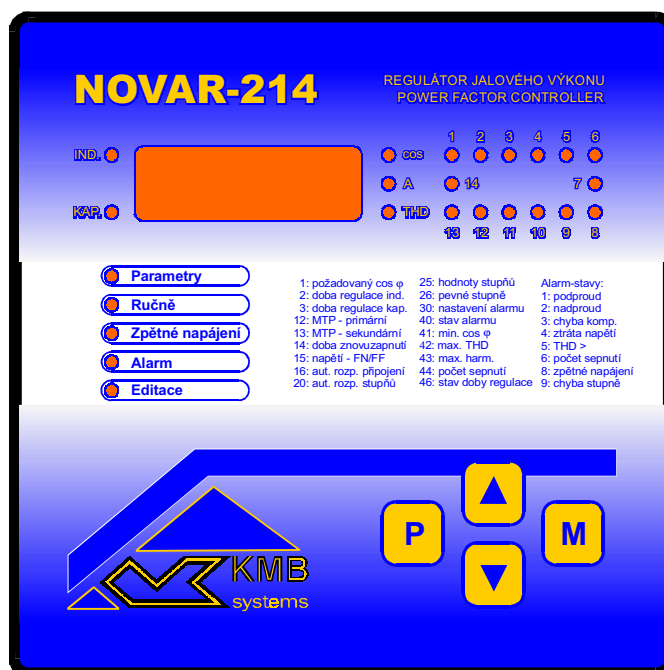 NOVAR-214
REGULÁTOR JALOVÉHO VÝKONU
POWER FACTOR CONTROLLER
1 2 3 4 5 6
IND. COS
A 14 7
KAP. THD
13 12 11 10 9 8
Parametry
Ručně
Zpětné napájení
Alarm
Editace
1: požadovaný cos φ
2: doba regulace ind.
3: doba regulace kap.
12: MTP - primární
13: MTP - sekundární
14: doba znovuzapnutí
15: napětí - FN/FF
16: aut. rozp. připojení
20: aut. rozp. stupňů
25: hodnoty stupňů
26: pevné stupně
30: nastavení alarmu
40: stav alarmu
41: min. cos φ
42: max. THD
43: max. harm.
44: počet sepnutí
46: stav doby regulace
Alarm-stavy:
1: podproud
2: nadproud
3: chyba komp.
4: ztráta napětí
5: THD >
6: počet sepnutí
8: zpětné napájení
9: chyba stupně
P M
KMB
systems